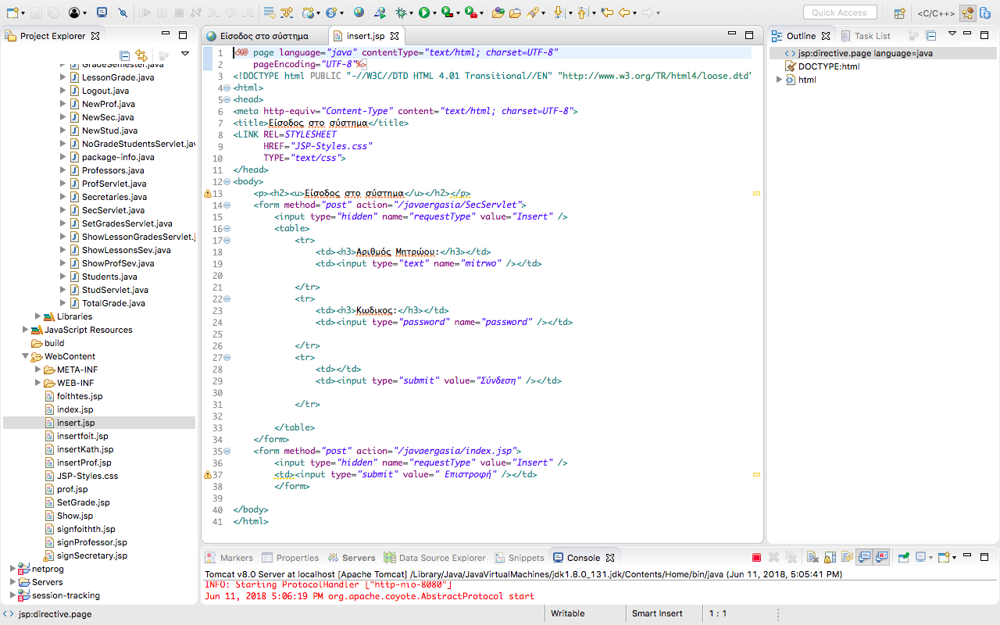 Quick Access
<C/C++>
Project Explorer
GradeSemester.java
LessonGrade.java
Logout.java
NewProf.java
NewSec.java
NewStud.java
NoGradeStudentsServlet.jav
package-info.java
Professors.java
ProfServlet.java
Secretaries.java
SecServlet.java
SetGradesServlet.java
ShowLessonGradesServlet.j
ShowLessonsSev.java
ShowProfSev.java
Students.java
StudServlet.java
TotalGrade.java
Libraries
JavaScript Resources
build
WebContent
META-INF
WEB-INF
foithtes.jsp
index.jsp
insert.jsp
insertfoit.jsp
insertKath.jsp
insertProf.jsp
JSP-Styles.css
prof.jsp
SetGrade.jsp
Show.jsp
signfoithth.jsp
signProfessor.jsp
signSecretary.jsp
netprog
Servers
session-tracking
Είσοδος στο σύστημα
insert.jsp
1 <%@ page language="java" contentType="text/html; charset=UTF-8"
2 pageEncoding="UTF-8"%>
3 <!DOCTYPE html PUBLIC "-//W3C//DTD HTML 4.01 Transitional//EN" "http://www.w3.org/TR/html4/loose.dtd"
4 <html>
5 <head>
6 <meta http-equiv="Content-Type" content="text/html; charset=UTF-8">
7 <title>Είσοδος στο σύστημα</title>
8 <LINK REL=STYLESHEET
9 HREF="JSP-Styles.css"
10 TYPE="text/css">
11 </head>
12 <body>
13 <p><h2><u>Είσοδος στο σύστημα</u></h2></p>
14 <form method="post" action="/javaergasia/SecServlet">
15 <input type="hidden" name="requestType" value="Insert" />
16 <table>
17 <tr>
18 <td><h3>Αριθμός Μητρώου:</h3></td>
19 <td><input type="text" name="mitrwo" /></td>
20
21 </tr>
22 <tr>
23 <td><h3>Κωδικος:</h3></td>
24 <td><input type="password" name="password" /></td>
25
26 </tr>
27 <tr>
28 <td></td>
29 <td><input type="submit" value="Σύνδεση" /></td>
30
31 </tr>
32
33 </table>
34 </form>
35 <form method="post" action="/javaergasia/index.jsp">
36 <input type="hidden" name="requestType" value="Insert" />
37 <td><input type="submit" value=" Επιστροφή" /></td>
38 </form>
39
40 </body>
41 </html>
Outline
Task List
jsp:directive.page language=java
DOCTYPE:html
html
Markers
Properties
Servers
Data Source Explorer
Snippets
Console
Tomcat v8.0 Server at localhost [Apache Tomcat] /Library/Java/JavaVirtualMachines/jdk1.8.0_131.jdk/Contents/Home/bin/java (Jun 11, 2018, 5:05:41 PM)
INFO: Starting ProtocolHandler ["http-nio-8080"]
Jun 11, 2018 5:06:19 PM org.apache.coyote.AbstractProtocol start
jsp:directive.page
Writable
Smart Insert
1 : 1